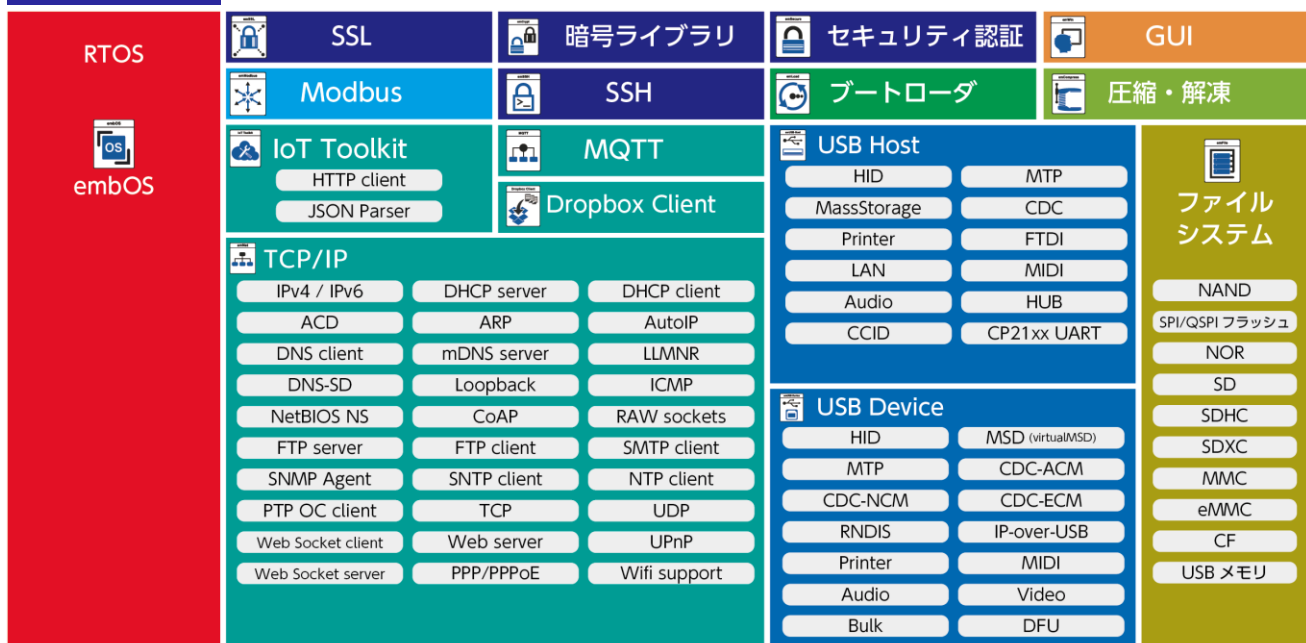 RTOS
OS
embOS
SSL
暗号ライブラリ
セキュリティ認証
GUI
Modbus
SSH
ブートローダ
圧縮・解凍
IoT Toolkit
HTTP client
JSON Parser
MQTT
Dropbox Client
TCP/IP
IPv4 / IPv6
DHCP server
DHCP client
ACD
ARP
AutoIP
DNS client
mDNS server
LLMNR
DNS-SD
Loopback
ICMP
NetBIOS NS
CoAP
RAW sockets
FTP server
FTP client
SMTP client
SNMP Agent
SNTP client
NTP client
PTP OC client
TCP
UDP
Web Socket client
Web server
UPnP
Web Socket server
PPP/PPPoE
Wifi support
USB Host
HID
MTP
MassStorage
CDC
Printer
FTDI
LAN
MIDI
Audio
HUB
CCID
CP21xx UART
USB Device
HID
MSD (virtualMSD)
MTP
CDC-ACM
CDC-NCM
CDC-ECM
RNDIS
IP-over-USB
Printer
MIDI
Audio
Video
Bulk
DFU
ファイル
システム
NAND
SPI/QSPI フラッシュ
NOR
SD
SDHC
SDXC
MMC
eMMC
CF
USB メモリ